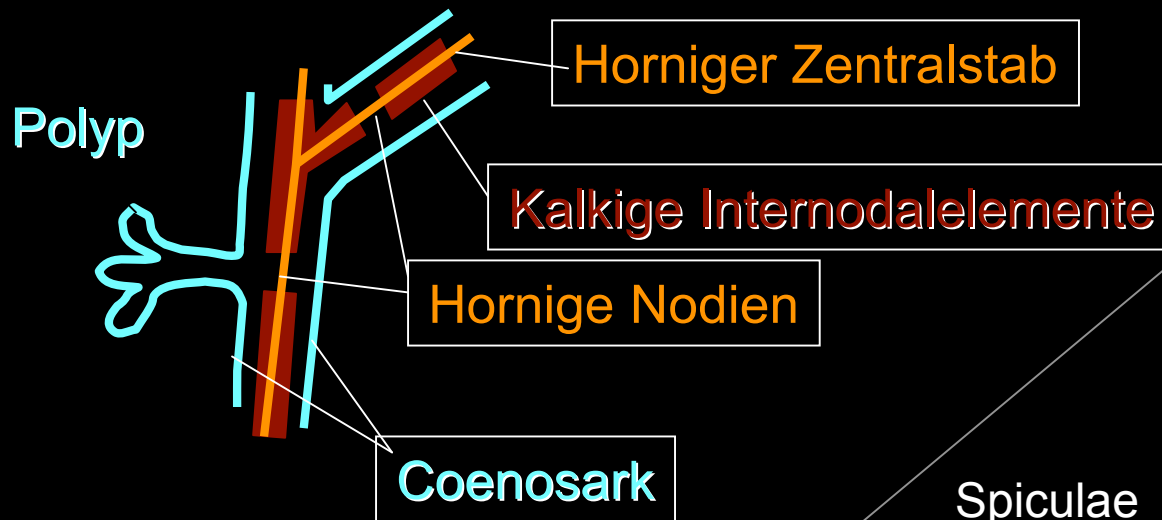 Horniger Zentralstab
Polyp
Kalkige Internodalelemente
Hornige Nodien
Coenosark
Spiculae